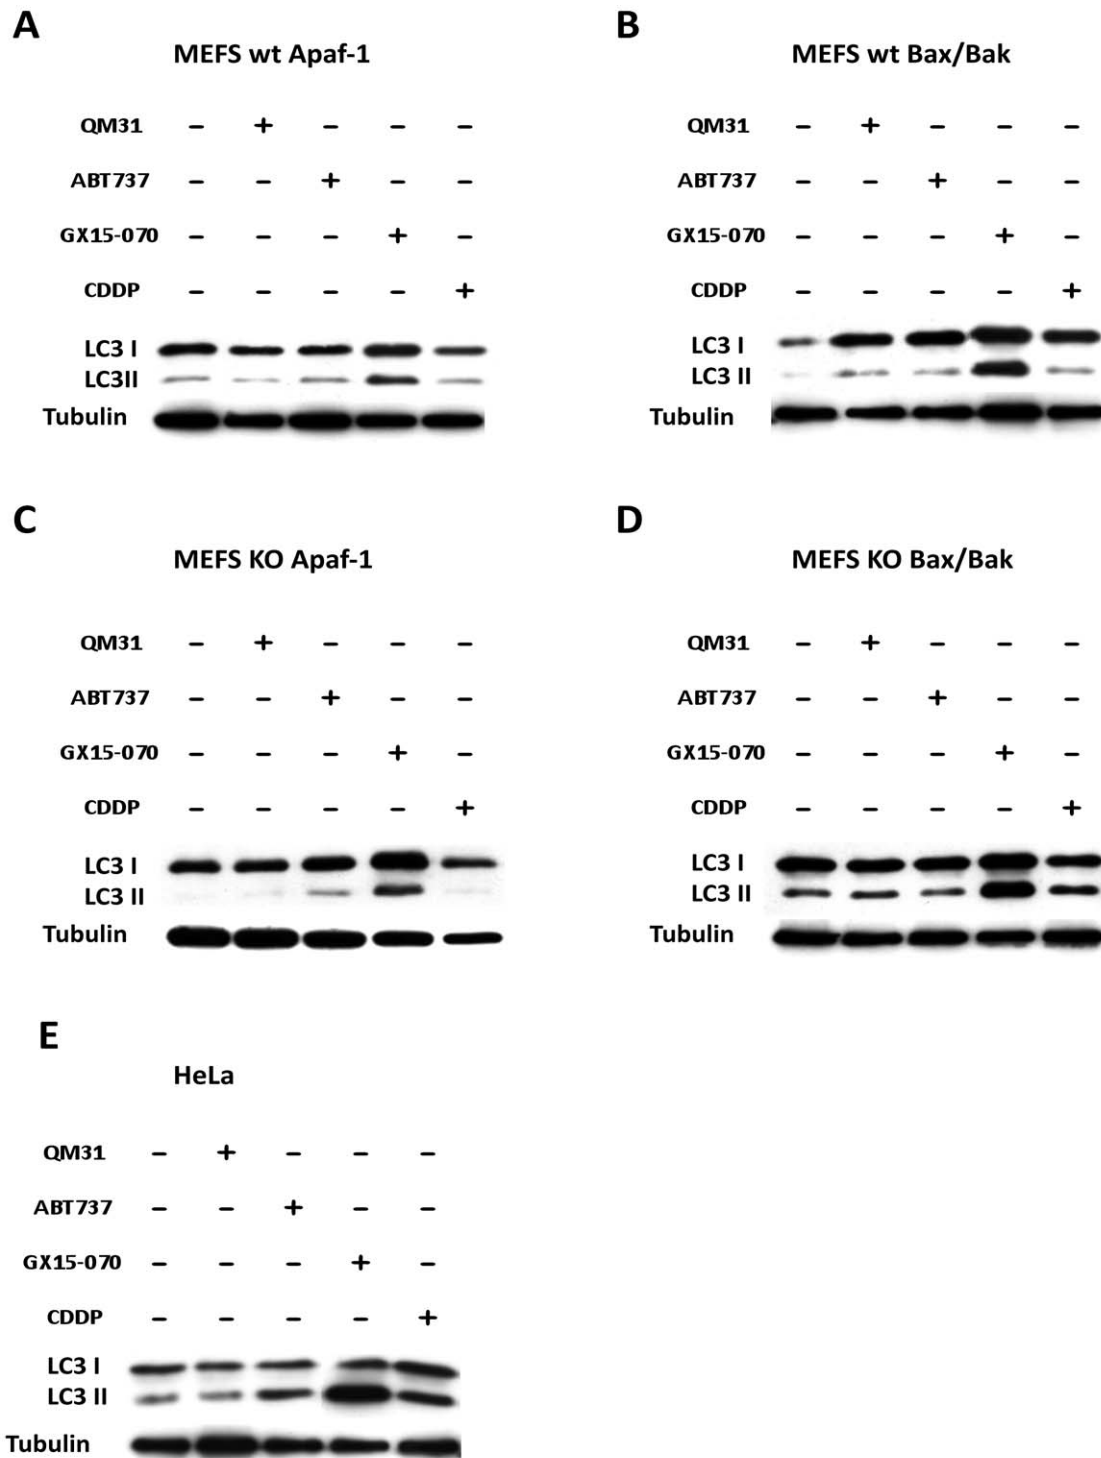 A
MEFS wt Apaf-1
QM31 – + – – –
ABT737 – – + – –
GX15-070 – – – + –
CDDP – – – – +
LC3 I
LC3II
Tubulin
B
MEFS wt Bax/Bak
QM31 – + – – –
ABT737 – – + – –
GX15-070 – – – + –
CDDP – – – – +
LC3 I
LC3 II
Tubulin
C
MEFS KO Apaf-1
QM31 – + – – –
ABT737 – – + – –
GX15-070 – – – + –
CDDP – – – – +
LC3 I
LC3 II
Tubulin
D
MEFS KO Bax/Bak
QM31 – + – – –
ABT737 – – + – –
GX15-070 – – – + –
CDDP – – – – +
LC3 I
LC3 II
Tubulin
E
HeLa
QM31 – + – – –
ABT737 – – + – –
GX15-070 – – – + –
CDDP – – – – +
LC3 I
LC3 II
Tubulin